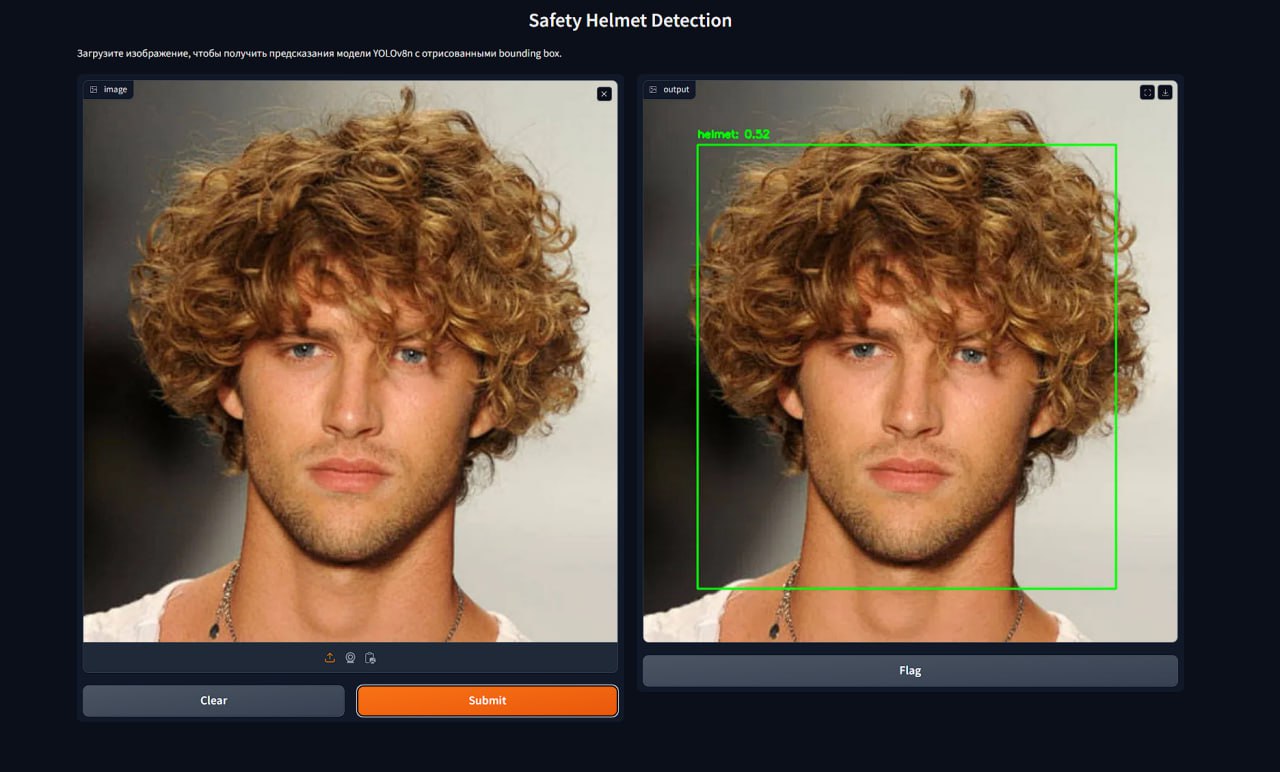 Safety Helmet Detection
Загрузите изображение, чтобы получить предсказания модели YOLOv8n с отрисованными bounding box.
image
output
helmet: 0.52
Flag
Clear
Submit